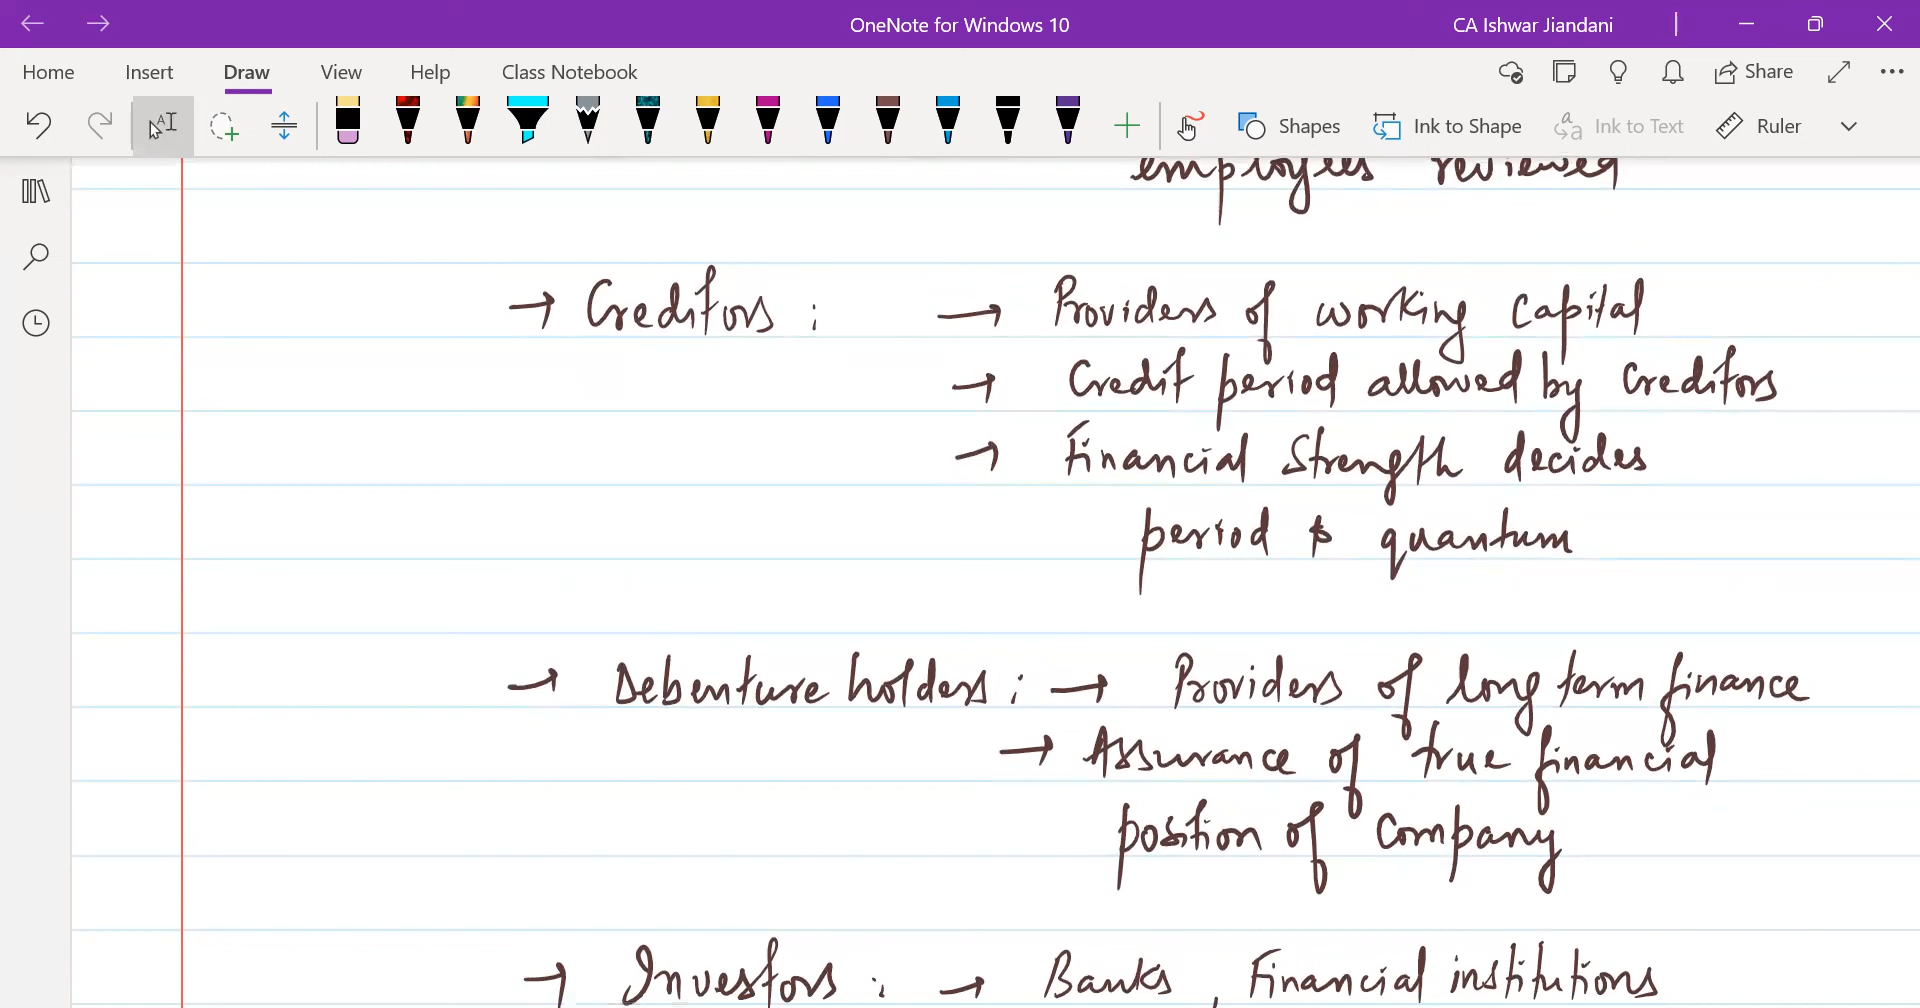 OneNote for Windows 10 CA Ishwar Jiandani
Home Insert Draw View Help Class Notebook Share
Shapes Ink to Shape Ink to Text Ruler
employees reviewed
→ Creditors : → Providers of working capital
→ Credit period allowed by creditors
→ Financial strength decides
period & quantum
→ Debenture holders : → Providers of long term finance
→ Assurance of true financial
position of company
→ Investors : → Banks, Financial institutions